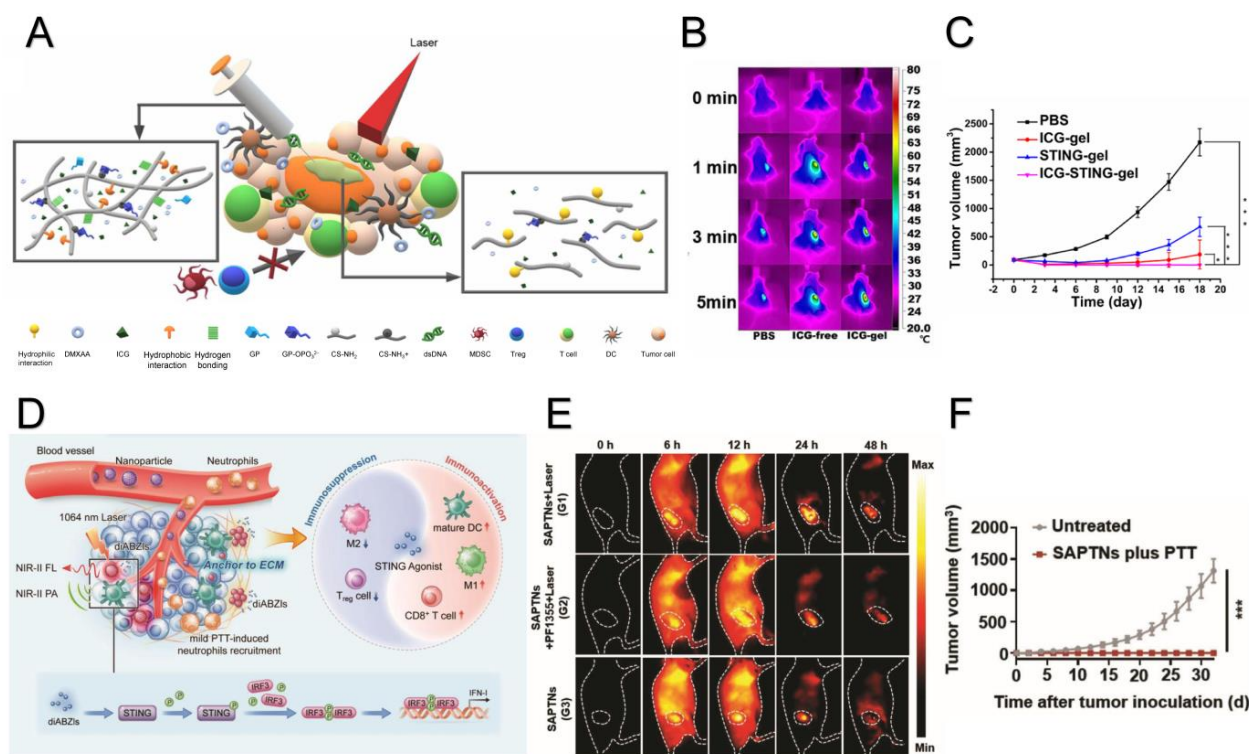 A
Laser
Hydrophilic
interaction
DMXAA
ICG
Hydrophobic
interaction
Hydrogen
bonding
GP
GP-OPO₃²⁻
CS-NH₂
CS-NH₃+
dsDNA
MDSC
Treg
T cell
DC
Tumor cell
B
0 min
1 min
3 min
5min
PBS
ICG-free
ICG-gel
80
75
71
67
63
60
57
54
51
48
45
42
39
36
33
30
27
24
20.0
℃
C
PBS
ICG-gel
STING-gel
ICG-STING-gel
Tumor volume (mm³)
2500
2000
1500
1000
500
0
-2 0 2 4 6 8 10 12 14 16 18 20
Time (day)
***
***
*
D
Blood vessel
Nanoparticle
Neutrophils
1064 nm Laser
diABZIs
NIR-II FL
NIR-II PA
Anchor to ECM
diABZIs
mild PTT-induced
neutrophils recruitment
Immunosuppression
Immunoactivation
M2
mature DC
STING Agonist
M1
Treg cell
CD8⁺ T cell
diABZIs
STING
P
STING
P
IRF3
P
IRF3
P
IRF3
P
IRF3
P
IRF3
P
IRF3
P
IFN-I
E
0 h
6 h
12 h
24 h
48 h
SAPTNs+Laser
(G1)
SAPTNs
+PF1355+Laser
(G2)
SAPTNs
(G3)
Max
Min
F
Untreated
SAPTNs plus PTT
Tumor volume (mm³)
2000
1500
1000
500
0
0 5 10 15 20 25 30
Time after tumor inoculation (d)
***